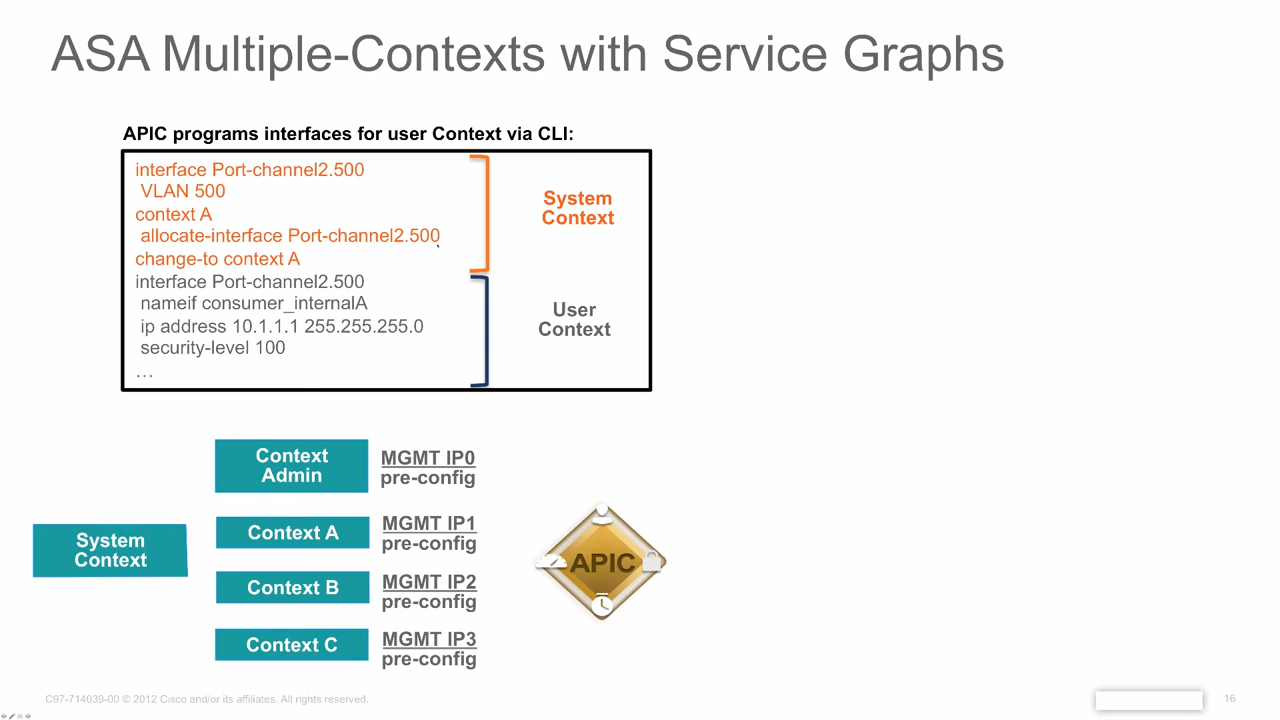 ASA Multiple-Contexts with Service Graphs
APIC programs interfaces for user Context via CLI:
interface Port-channel2.500
VLAN 500
context A
allocate-interface Port-channel2.500
change-to context A
interface Port-channel2.500
nameif consumer_internalA
ip address 10.1.1.1 255.255.255.0
security-level 100
…
System
Context
User
Context
System
Context
Context
Admin
MGMT IP0
pre-config
Context A
MGMT IP1
pre-config
Context B
MGMT IP2
pre-config
Context C
MGMT IP3
pre-config
APIC
C97-714039-00 © 2012 Cisco and/or its affiliates. All rights reserved.
16